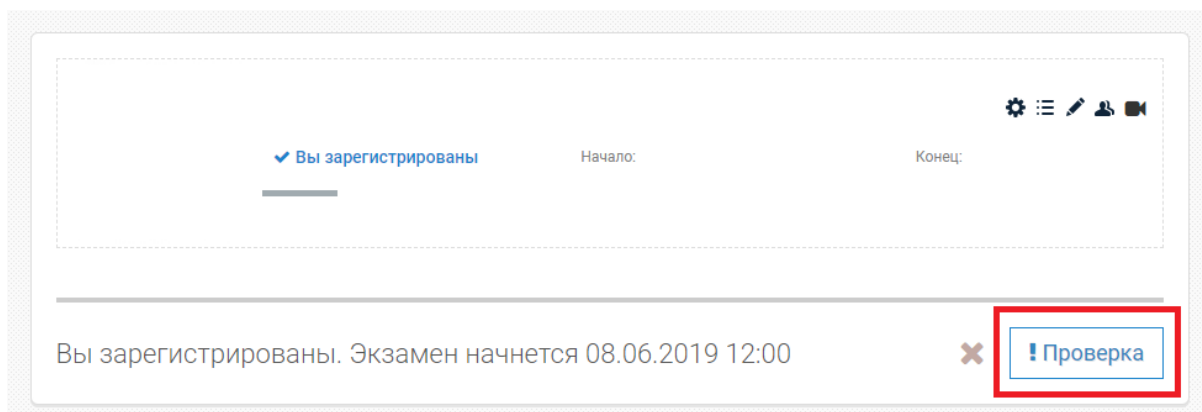 Вы зарегистрированы Начало: Конец:
Вы зарегистрированы. Экзамен начнется 08.06.2019 12:00 ! Проверка